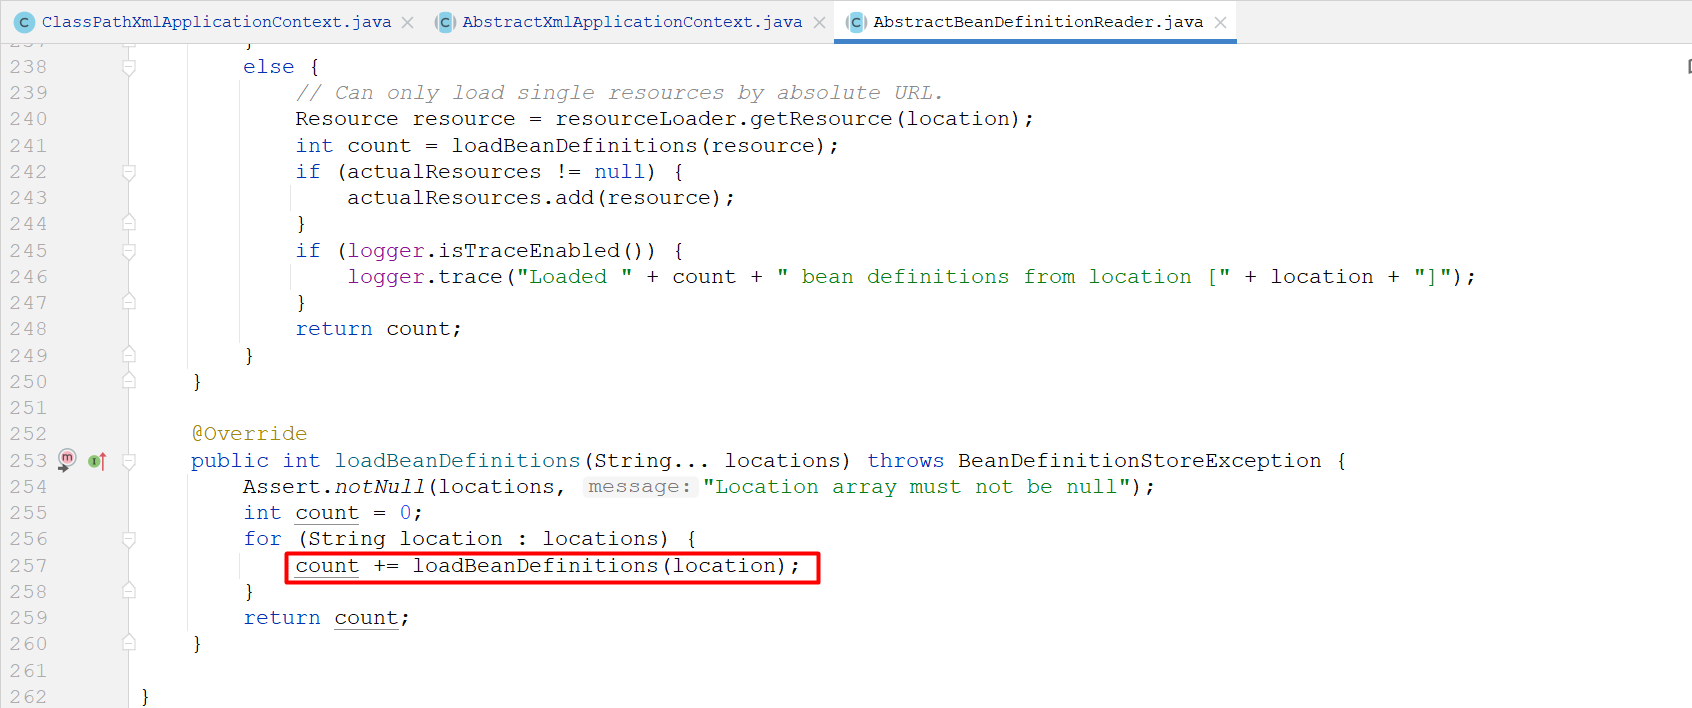 ClassPathXmlApplicationContext.java AbstractXmlApplicationContext.java AbstractBeanDefinitionReader.java
238 else {
239 // Can only load single resources by absolute URL.
240 Resource resource = resourceLoader.getResource(location);
241 int count = loadBeanDefinitions(resource);
242 if (actualResources != null) {
243 actualResources.add(resource);
244 }
245 if (logger.isTraceEnabled()) {
246 logger.trace("Loaded " + count + " bean definitions from location [" + location + "]");
247 }
248 return count;
249 }
250 }
251
252 @Override
253 public int loadBeanDefinitions(String... locations) throws BeanDefinitionStoreException {
254 Assert.notNull(locations, message: "Location array must not be null");
255 int count = 0;
256 for (String location : locations) {
257 count += loadBeanDefinitions(location);
258 }
259 return count;
260 }
261
262 }